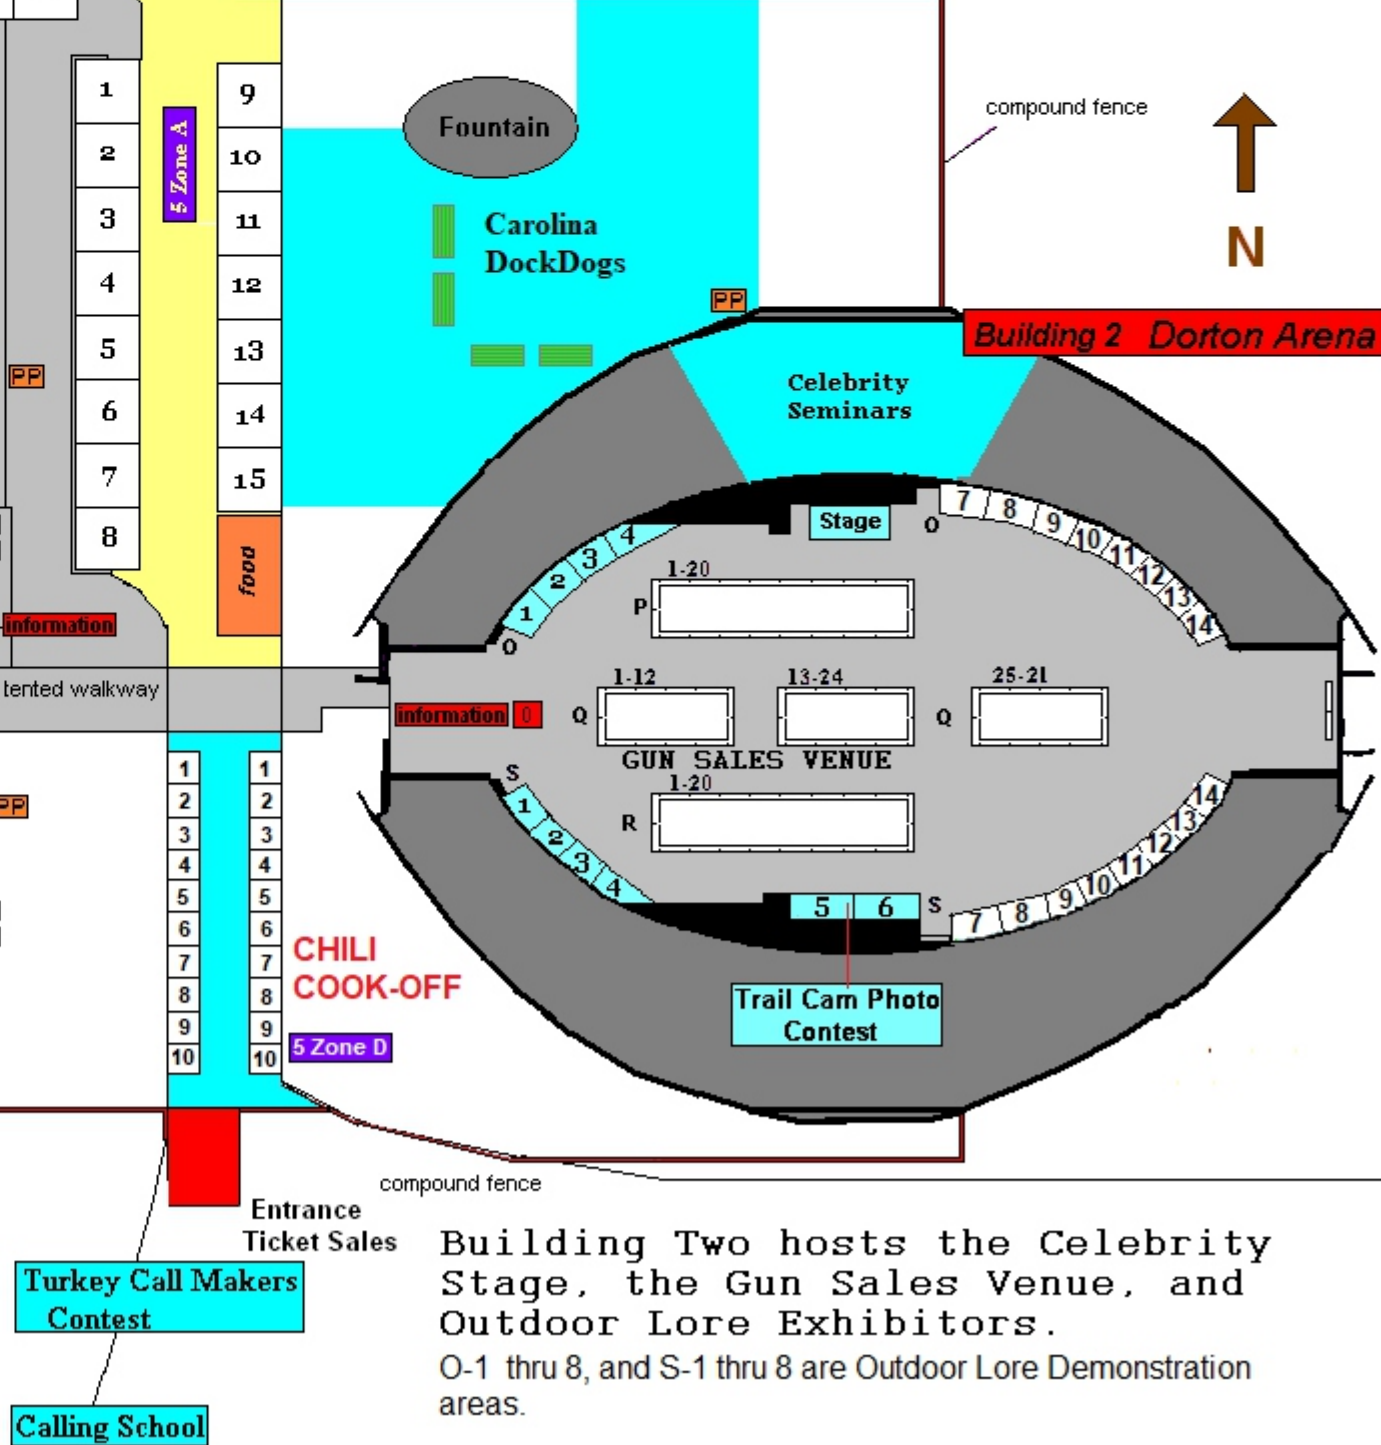 1
2
3
4
5
6
7
8
5 Zone A
9
10
11
12
13
14
15
food
Fountain
Carolina
DockDogs
compound fence
N
PP
PP
PP
Building 2 Dorton Arena
Celebrity
Seminars
Stage
O
7
8
9
10
11
12
13
14
1
2
3
4
O
1-20
P
information
tented walkway
information
0
1-12
Q
13-24
Q
25-21
GUN SALES VENUE
1-20
R
S
1
2
3
4
5
6
S
7
8
9
10
11
12
13
14
Trail Cam Photo
Contest
1
2
3
4
5
6
7
8
9
10
1
2
3
4
5
6
7
8
9
10
CHILI
COOK-OFF
5 Zone D
compound fence
Entrance
Ticket Sales
Turkey Call Makers
Contest
Calling School
Building Two hosts the Celebrity
Stage, the Gun Sales Venue, and
Outdoor Lore Exhibitors.
O-1 thru 8, and S-1 thru 8 are Outdoor Lore Demonstration
areas.